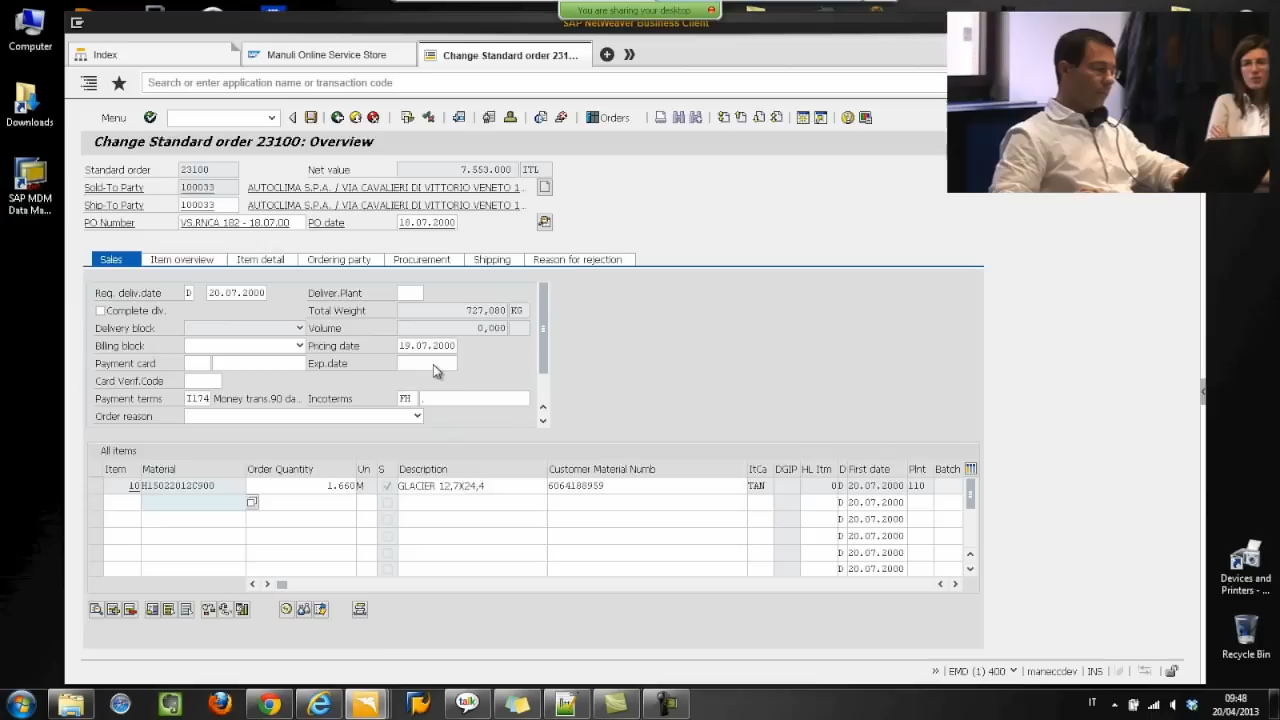 You are sharing your desktop
SAP NetWeaver Business Client
Computer
Downloads
SAP MDM
Data Ma...
Index
Manuli Online Service Store
Change Standard order 231...
Search or enter application name or transaction code
Menu
Orders
Change Standard order 23100: Overview
Standard order 23100 Net value 7.553.000 ITL
Sold-To Party 100033 AUTOCLIMA S.P.A. / VIA CAVALIERI DI VITTORIO VENETO 1...
Ship-To Party 100033 AUTOCLIMA S.P.A. / VIA CAVALIERI DI VITTORIO VENETO 1...
PO Number VS.RNCA 182 - 18.07.00 PO date 18.07.2000
Sales Item overview Item detail Ordering party Procurement Shipping Reason for rejection
Req. deliv.date D 20.07.2000 Deliver.Plant
Complete dlv. Total Weight 727,080 KG
Delivery block Volume 0,000
Billing block Pricing date 19.07.2000
Payment card Exp.date
Card Verif.Code
Payment terms I174 Money trans.90 da... Incoterms FH .
Order reason
All items
Item Material Order Quantity Un S Description Customer Material Numb ItCa DGIP HL Itm D First date Plnt Batch
10 H15022012C900 1.660 M GLACIER 12,7X24,4 6064188959 TAN 0 D 20.07.2000 110
D 20.07.2000
D 20.07.2000
D 20.07.2000
D 20.07.2000
D 20.07.2000
EMD (1) 400 maneccdev INS
Devices and
Printers - ...
Recycle Bin
talk
IT
09:48
20/04/2013